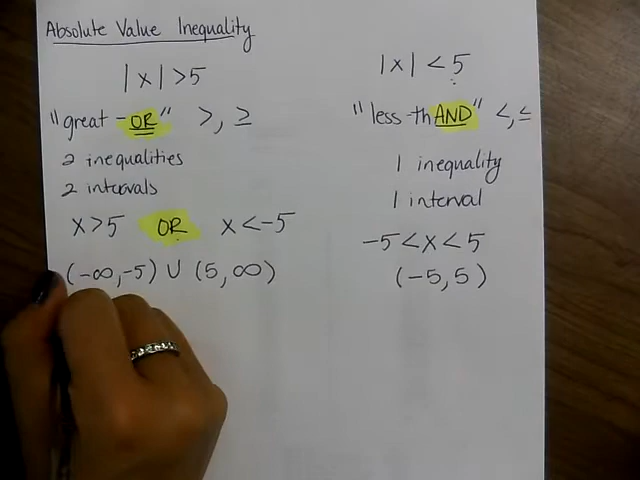 Absolute Value Inequality
|x| > 5
"great-OR" >, ≥
2 inequalities
2 intervals
x > 5 OR x < -5
(-∞, -5) ∪ (5, ∞)
|x| < 5
"less-thAND" <, ≤
1 inequality
1 interval
-5 < x < 5
(-5, 5)